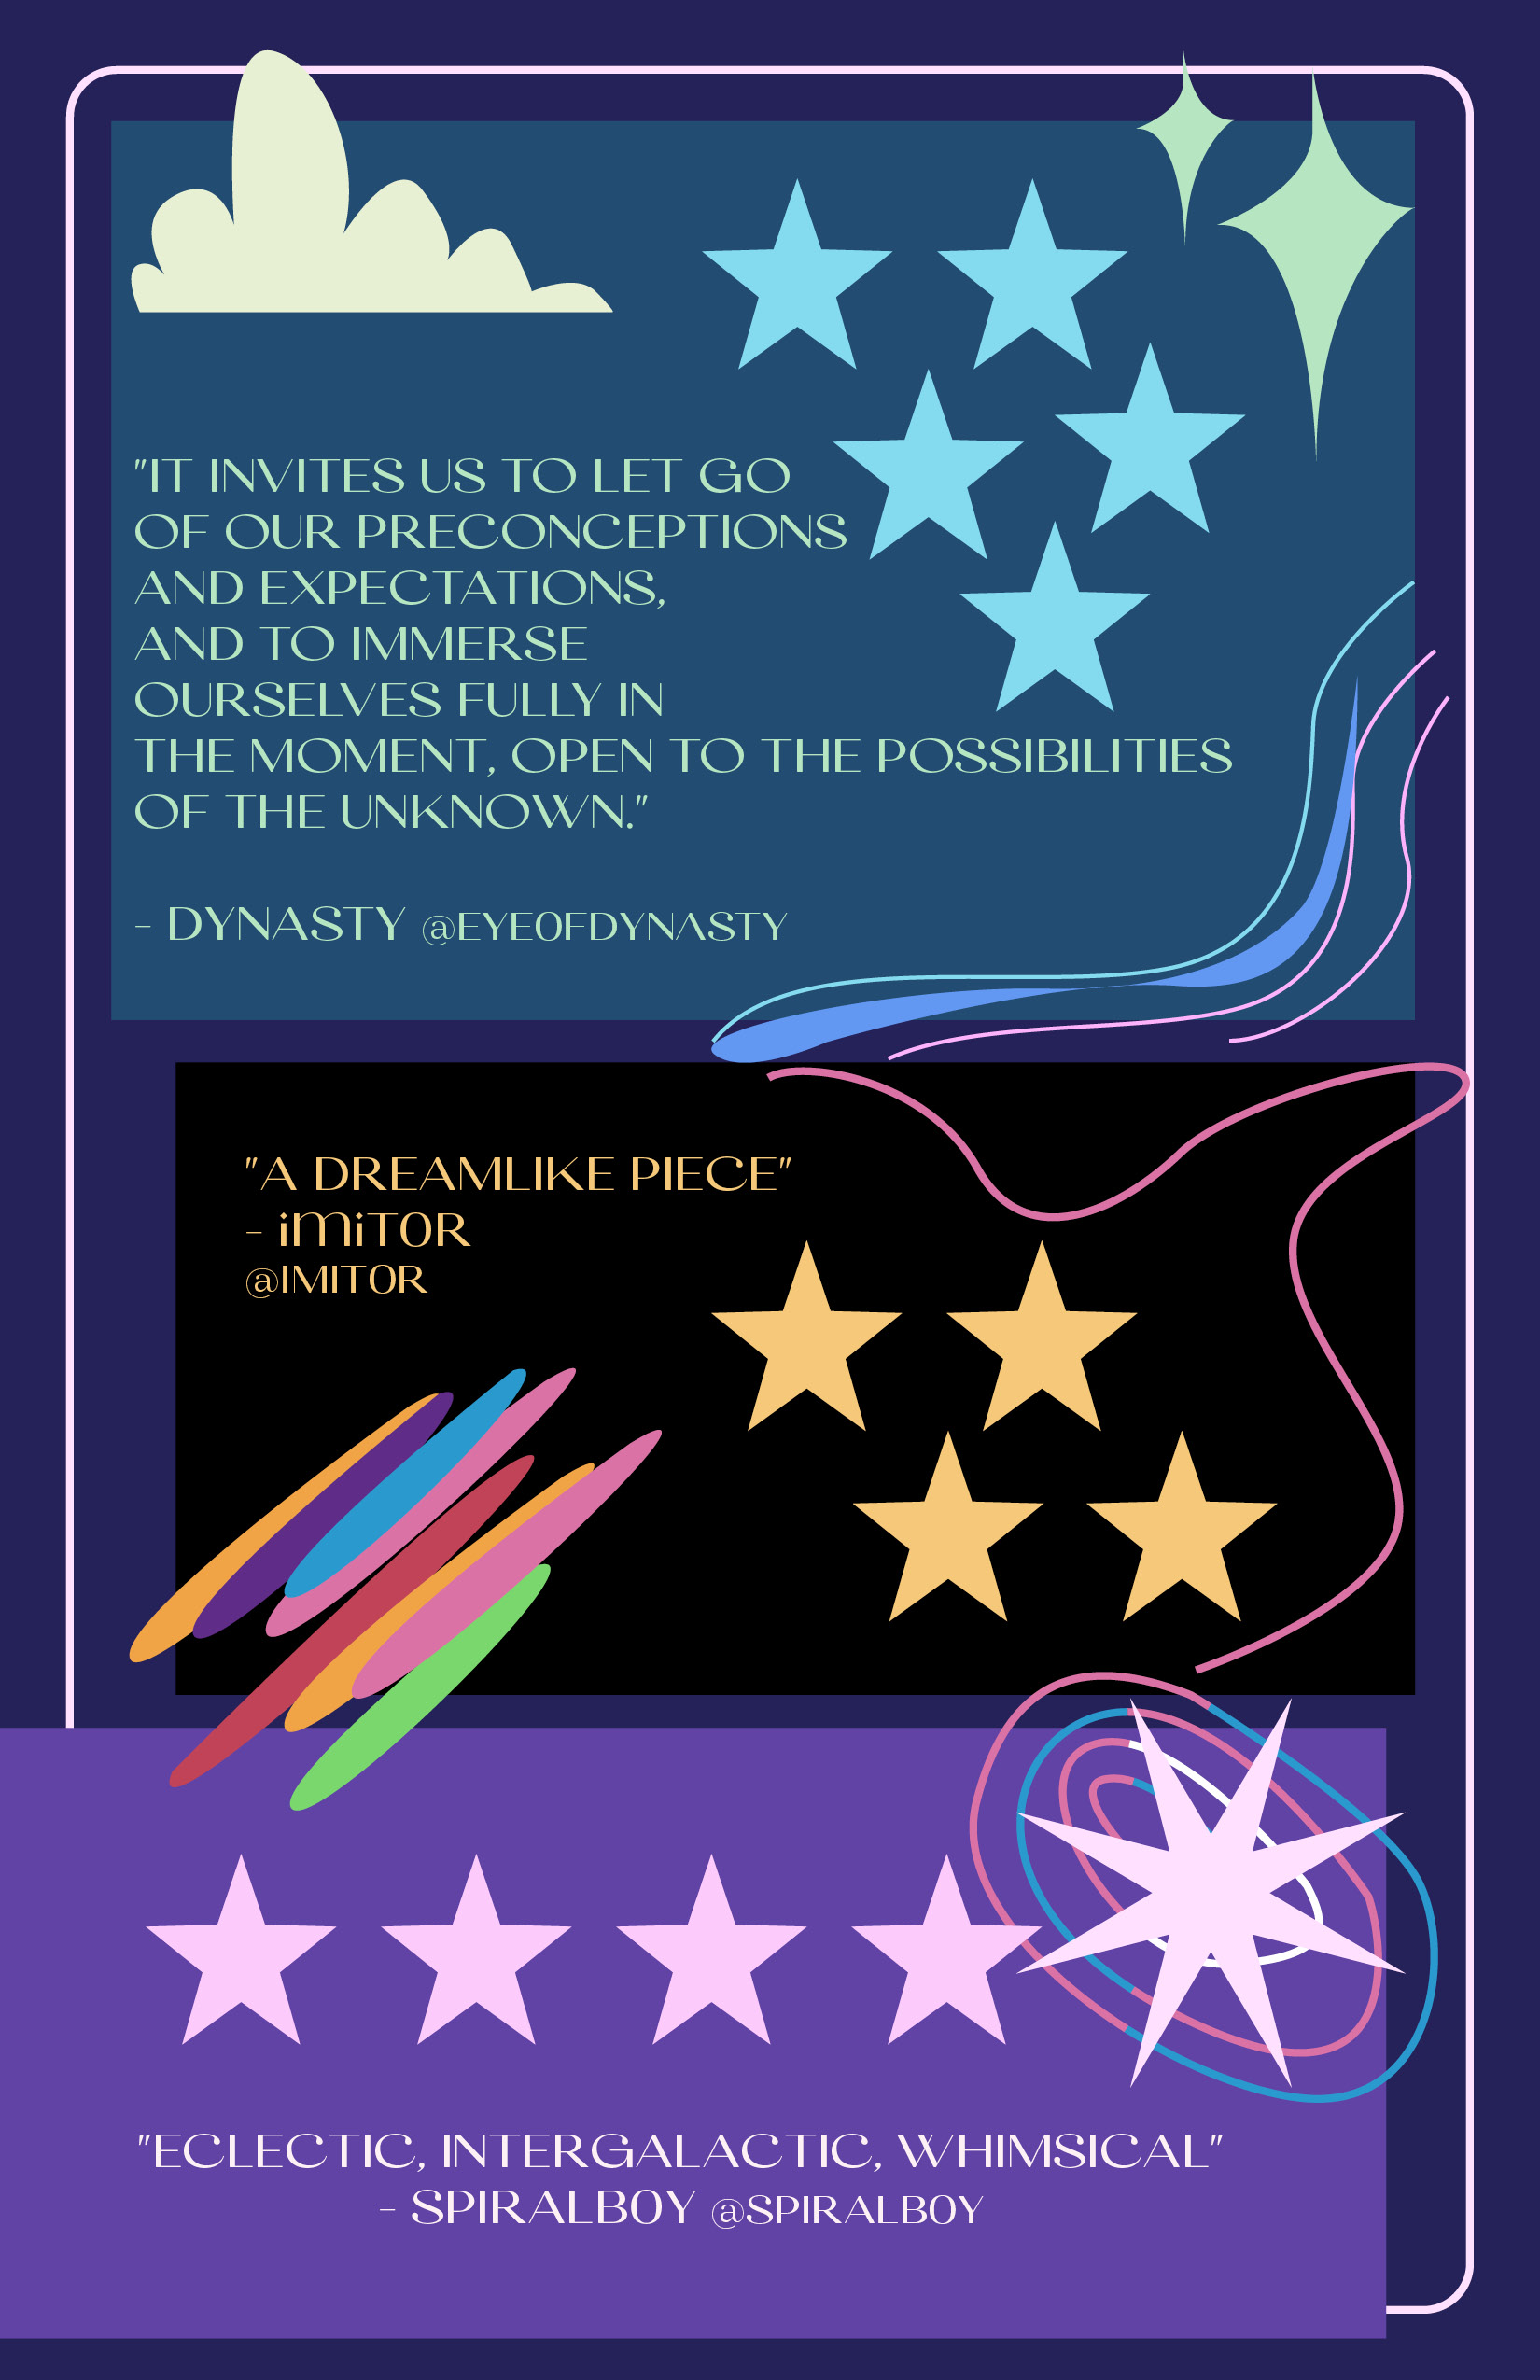 "IT INVITES US TO LET GO
OF OUR PRECONCEPTIONS
AND EXPECTATIONS,
AND TO IMMERSE
OURSELVES FULLY IN
THE MOMENT, OPEN TO THE POSSIBILITIES
OF THE UNKNOWN."
- DYNASTY @EYEOFDYNASTY
"A DREAMLIKE PIECE"
- iMiTOR
@IMITOR
"ECLECTIC, INTERGALACTIC, WHIMSICAL"
- SPIRALBOY @SPIRALBOY